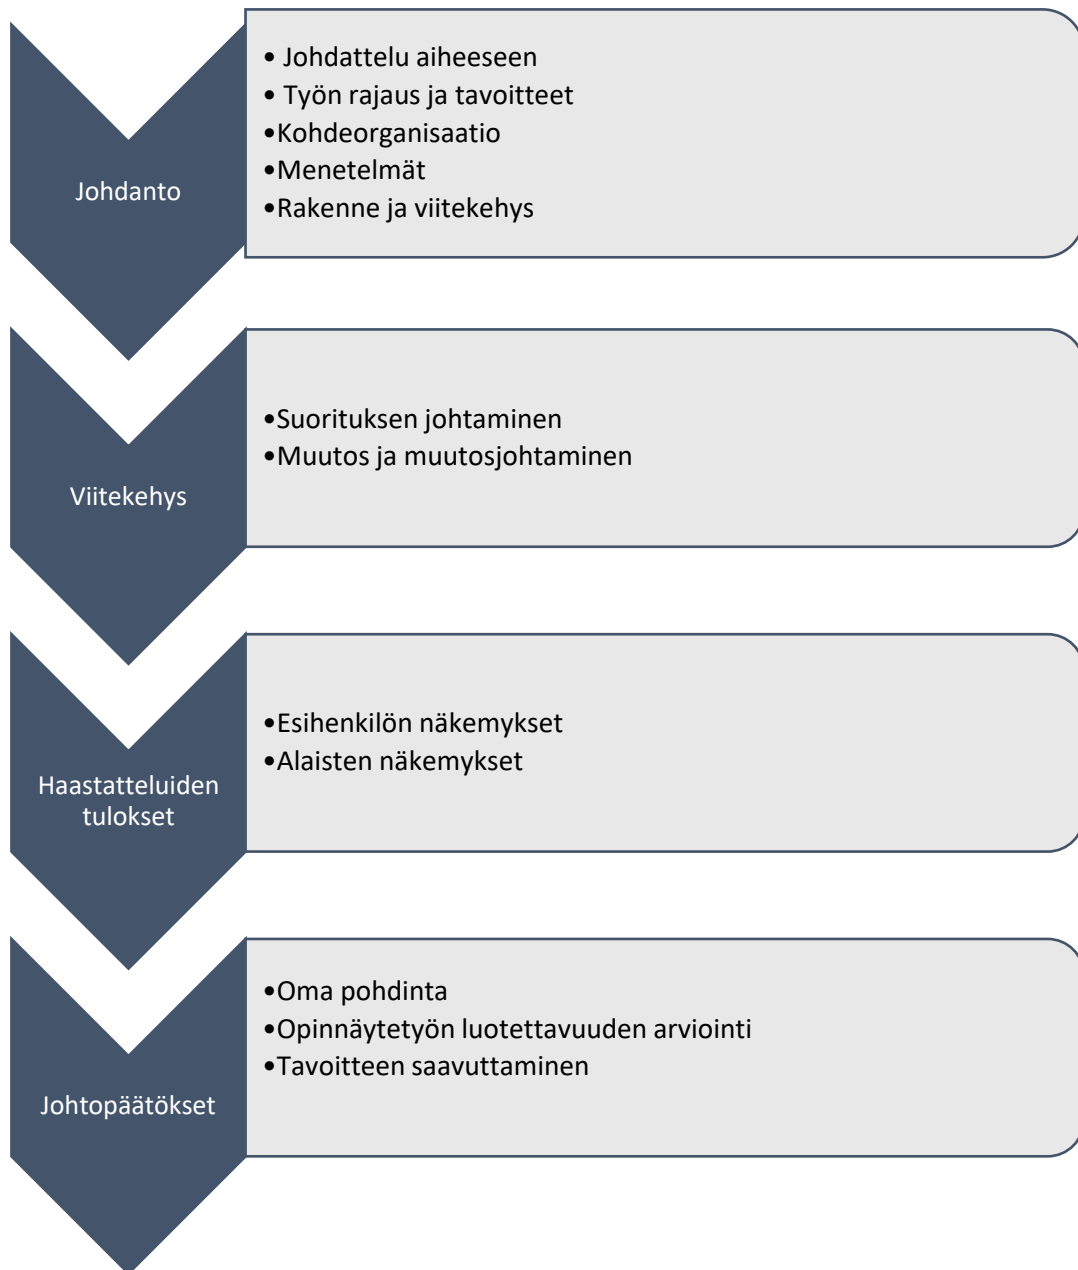 Johdanto
• Johdattelu aiheeseen
• Työn rajaus ja tavoitteet
•Kohdeorganisaatio
•Menetelmät
•Rakenne ja viitekehys
Viitekehys
•Suorituksen johtaminen
•Muutos ja muutosjohtaminen
Haastatteluiden
tulokset
•Esihenkilön näkemykset
•Alaisten näkemykset
Johtopäätökset
•Oma pohdinta
•Opinnäytetyön luotettavuuden arviointi
•Tavoitteen saavuttaminen